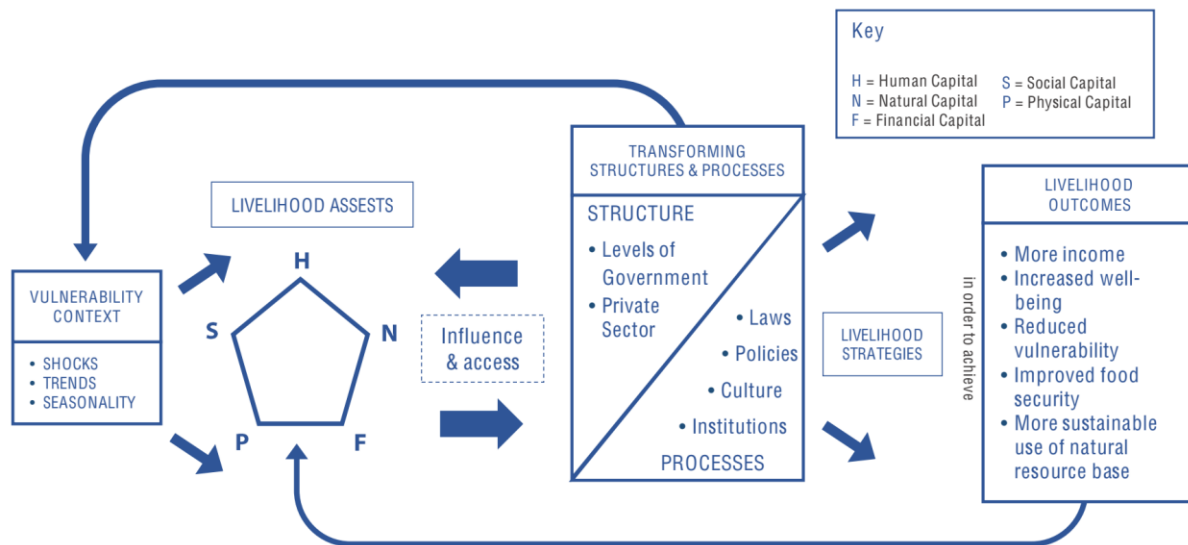 Key
H = Human Capital
S = Social Capital
N = Natural Capital
P = Physical Capital
F = Financial Capital
VULNERABILITY
CONTEXT
• SHOCKS
• TRENDS
• SEASONALITY
LIVELIHOOD ASSESTS
H
S
N
P
F
Influence
& access
TRANSFORMING
STRUCTURES & PROCESSES
STRUCTURE
• Levels of
Government
• Private
Sector
• Laws
• Policies
• Culture
• Institutions
PROCESSES
LIVELIHOOD
STRATEGIES
in order to achieve
LIVELIHOOD
OUTCOMES
• More income
• Increased well-
being
• Reduced
vulnerability
• Improved food
security
• More sustainable
use of natural
resource base